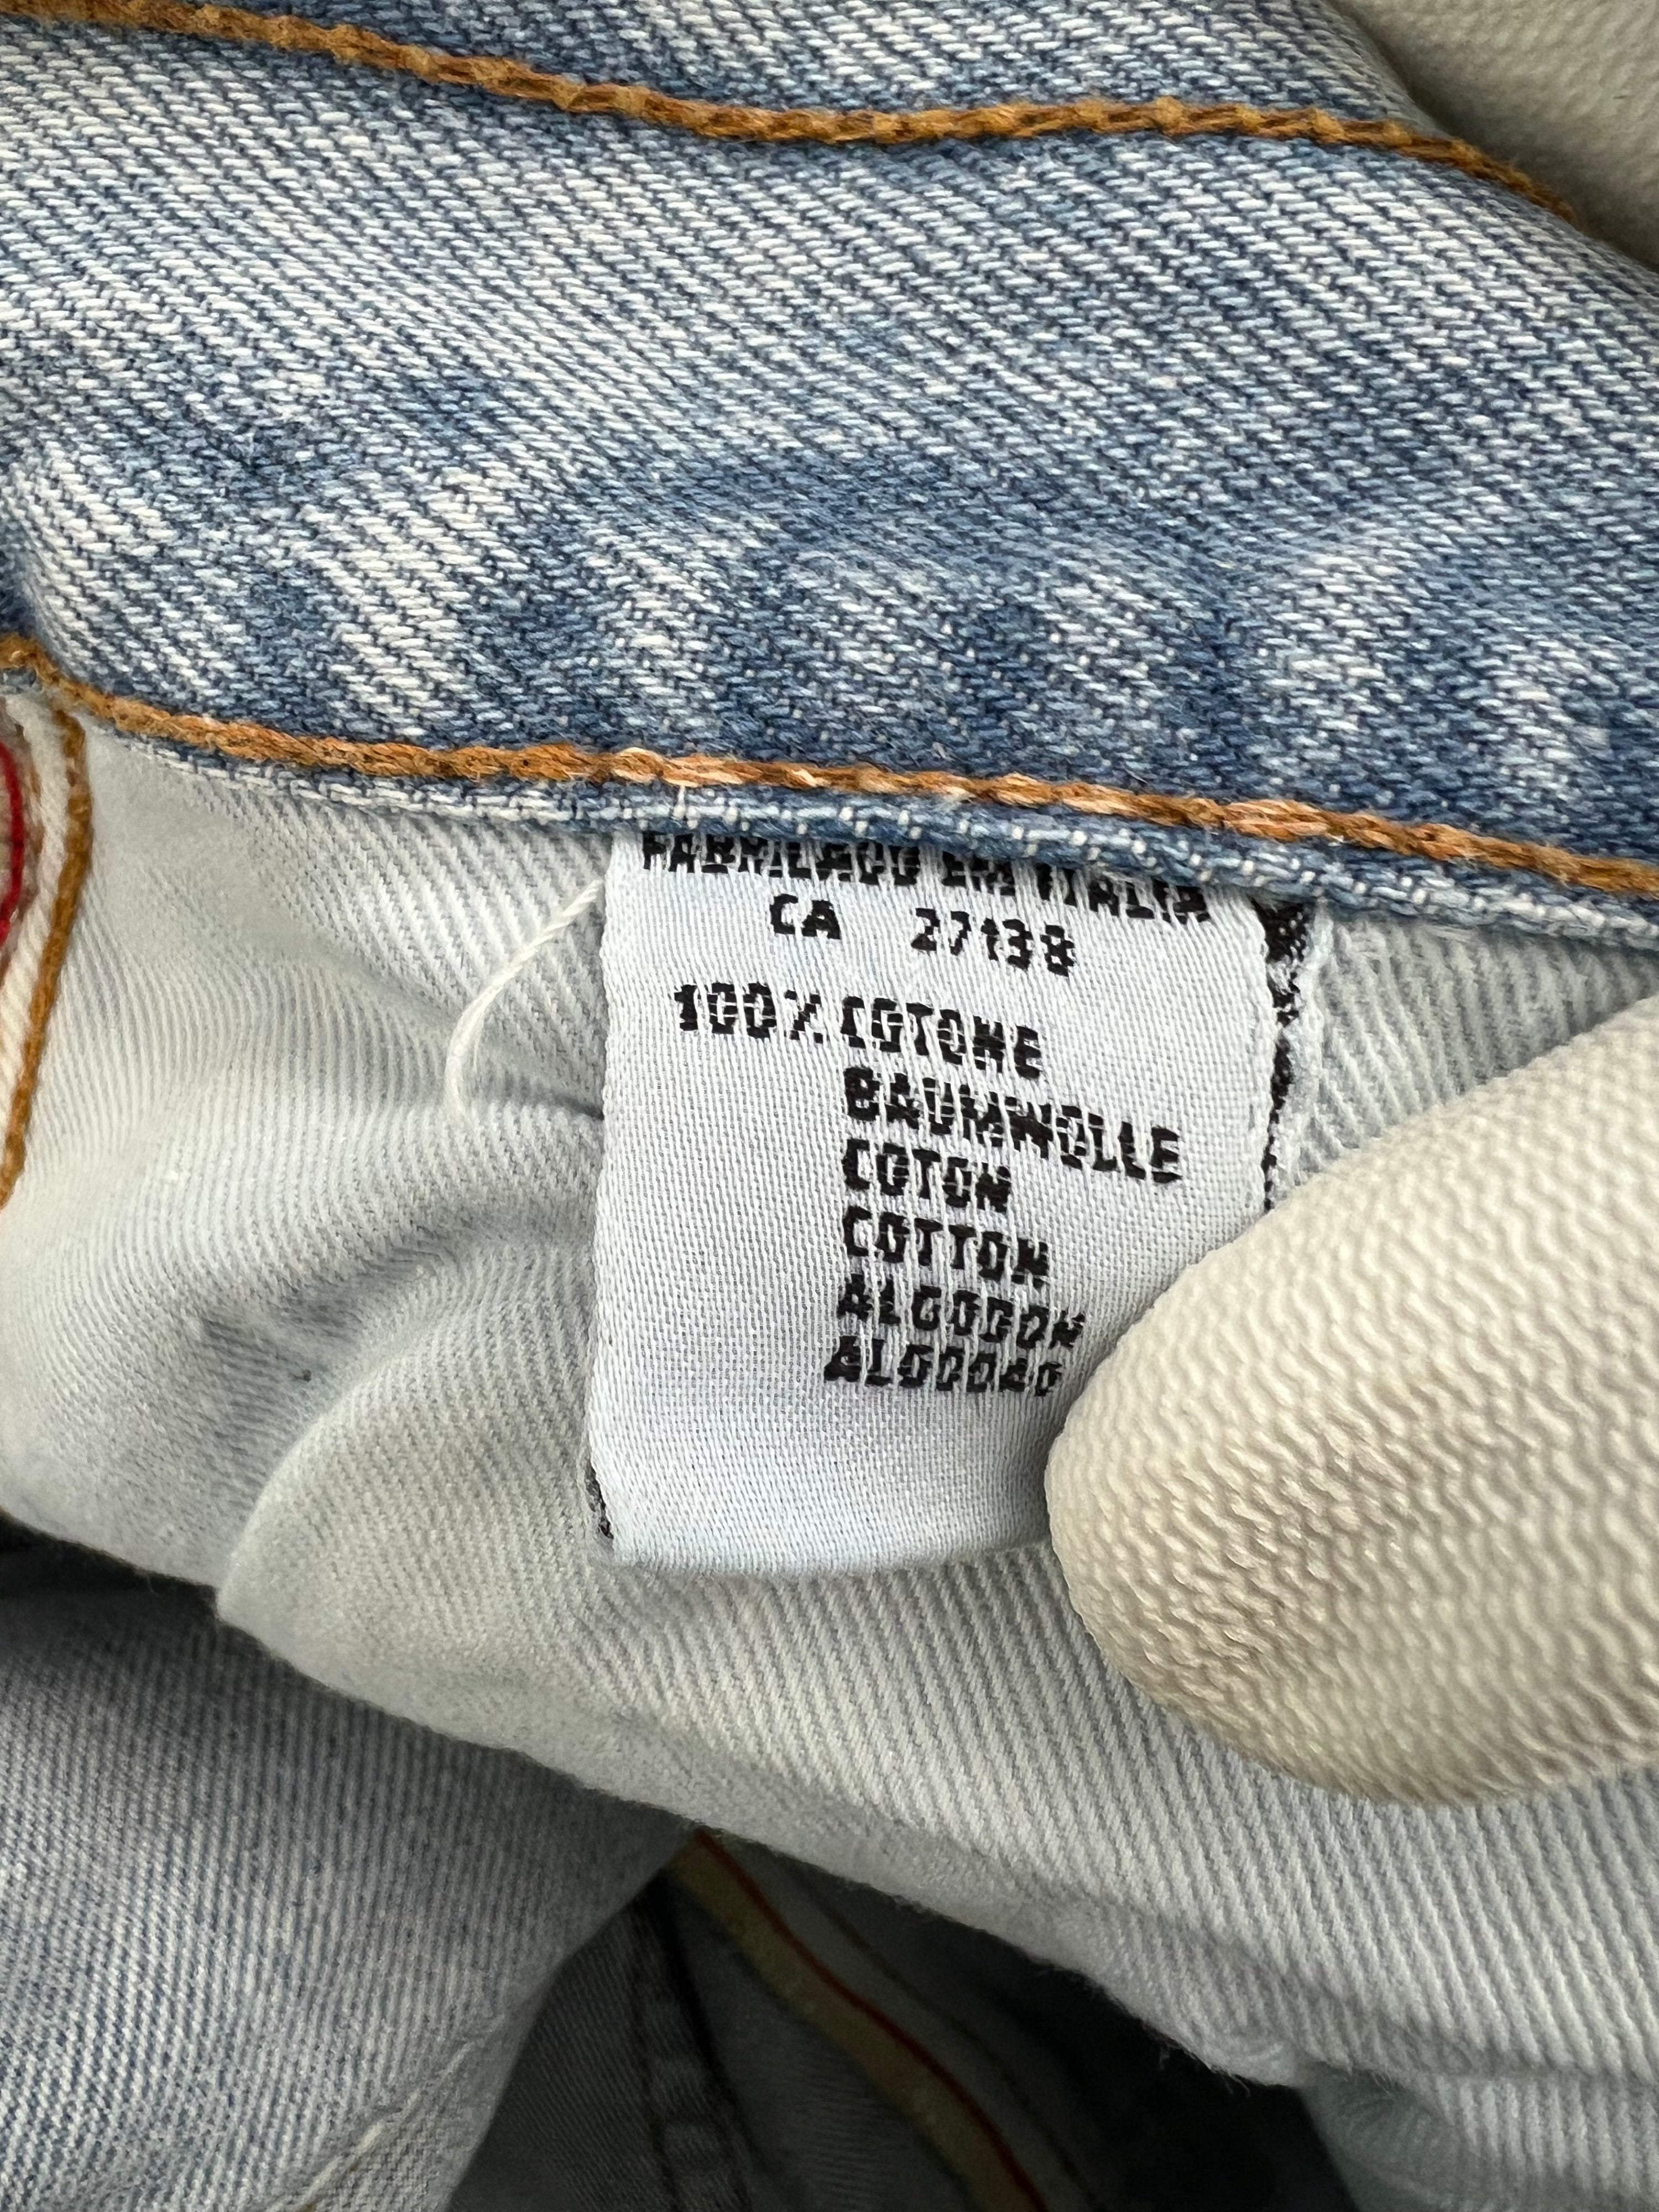 FABRICADO EM ITALIA
CA 27138
100% COTONE
BAUMWOLLE
COTON
COTTON
ALGODON
ALGODAO